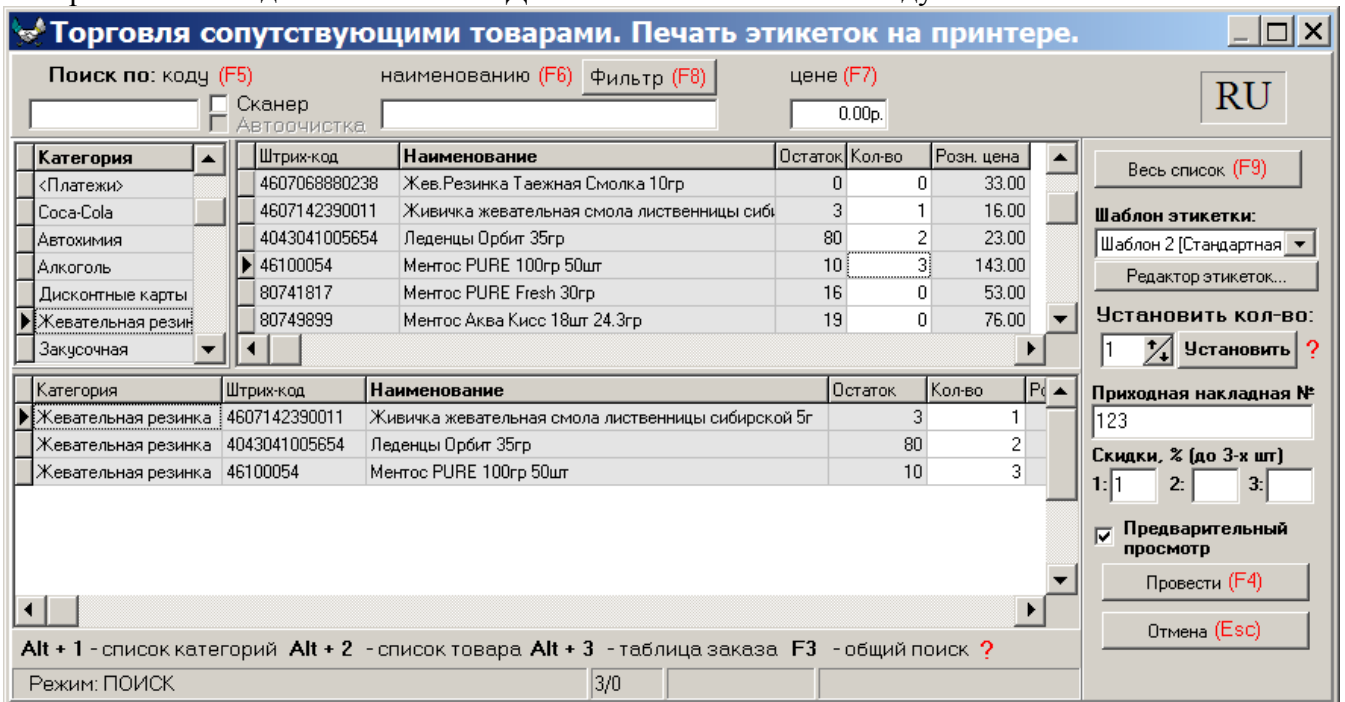 Торговля сопутствующими товарами. Печать этикеток на принтере.
Поиск по: коду (F5) наименованию (F6) Фильтр (F8) цене (F7)
Сканер
Автоочистка
0.00р.
RU
Категория
<Платежи>
Coca-Cola
Автохимия
Алкоголь
Дисконтные карты
Жевательная резин
Закусочная
Штрих-код Наименование Остаток Кол-во Розн. цена
4607068880238 Жев.Резинка Таежная Смолка 10гр 0 0 33.00
4607142390011 Живичка жевательная смола лиственницы сиби 3 1 16.00
4043041005654 Леденцы Орбит 35гр 80 2 23.00
46100054 Ментос PURE 100гр 50шт 10 3 143.00
80741817 Ментос PURE Fresh 30гр 16 0 53.00
80749899 Ментос Аква Кисс 18шт 24.3гр 19 0 76.00
Категория Штрих-код Наименование Остаток Кол-во
Жевательная резинка 4607142390011 Живичка жевательная смола лиственницы сибирской 5г 3 1
Жевательная резинка 4043041005654 Леденцы Орбит 35гр 80 2
Жевательная резинка 46100054 Ментос PURE 100гр 50шт 10 3
Весь список (F9)
Шаблон этикетки:
Шаблон 2 [Стандартная
Редактор этикеток...
Установить кол-во:
1 Установить ?
Приходная накладная №
123
Скидки, % (до 3-х шт)
1: 1 2: 3:
Предварительный
просмотр
Провести (F4)
Отмена (Esc)
Alt + 1 - список категорий Alt + 2 - список товара Alt + 3 - таблица заказа F3 - общий поиск ?
Режим: ПОИСК 3/0